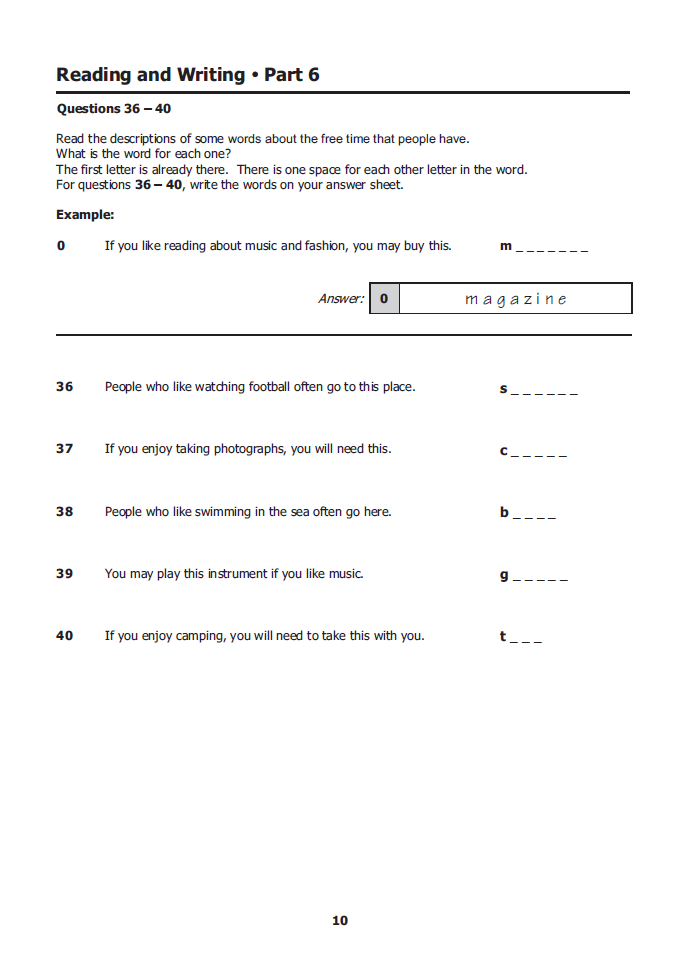 Reading and Writing • Part 6
Questions 36 – 40
Read the descriptions of some words about the free time that people have.
What is the word for each one?
The first letter is already there. There is one space for each other letter in the word.
For questions 36 – 40, write the words on your answer sheet.
Example:
0 If you like reading about music and fashion, you may buy this. m _ _ _ _ _ _ _
Answer: 0 magazine
36 People who like watching football often go to this place. s _ _ _ _ _ _
37 If you enjoy taking photographs, you will need this. c _ _ _ _ _
38 People who like swimming in the sea often go here. b _ _ _ _
39 You may play this instrument if you like music. g _ _ _ _ _
40 If you enjoy camping, you will need to take this with you. t _ _ _
10